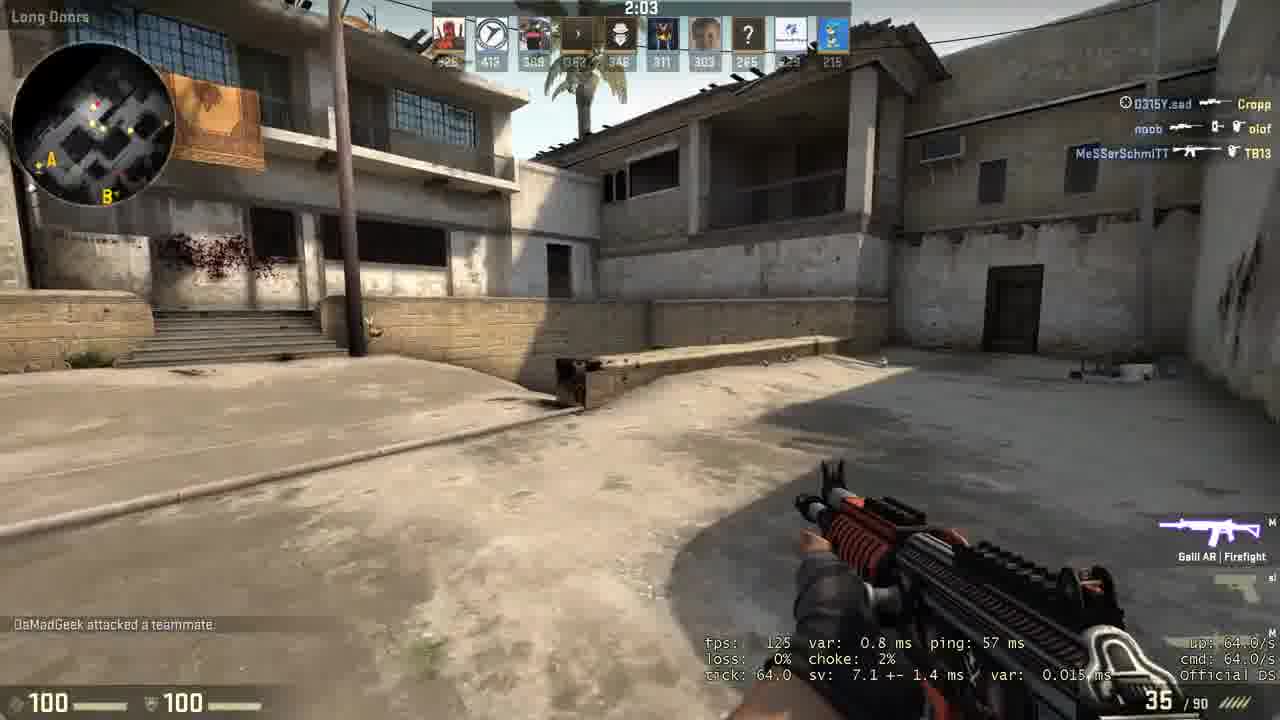 Long Doors
2:03
413
346
311
303
265
215
A
B
D315Y.sad Cropp
noob olof
MeSSerSchmITT TB13
Galil AR | Firefight
DaMadGeek attacked a teammate.
fps: 125 var: 0.8 ms ping: 57 ms
loss: 0% choke: 2%
tick: 64.0 sv: 7.1 +- 1.4 ms var: 0.015 ms
up: 64.0/s
cmd: 64.0/s
Official DS
100 100
35 / 90